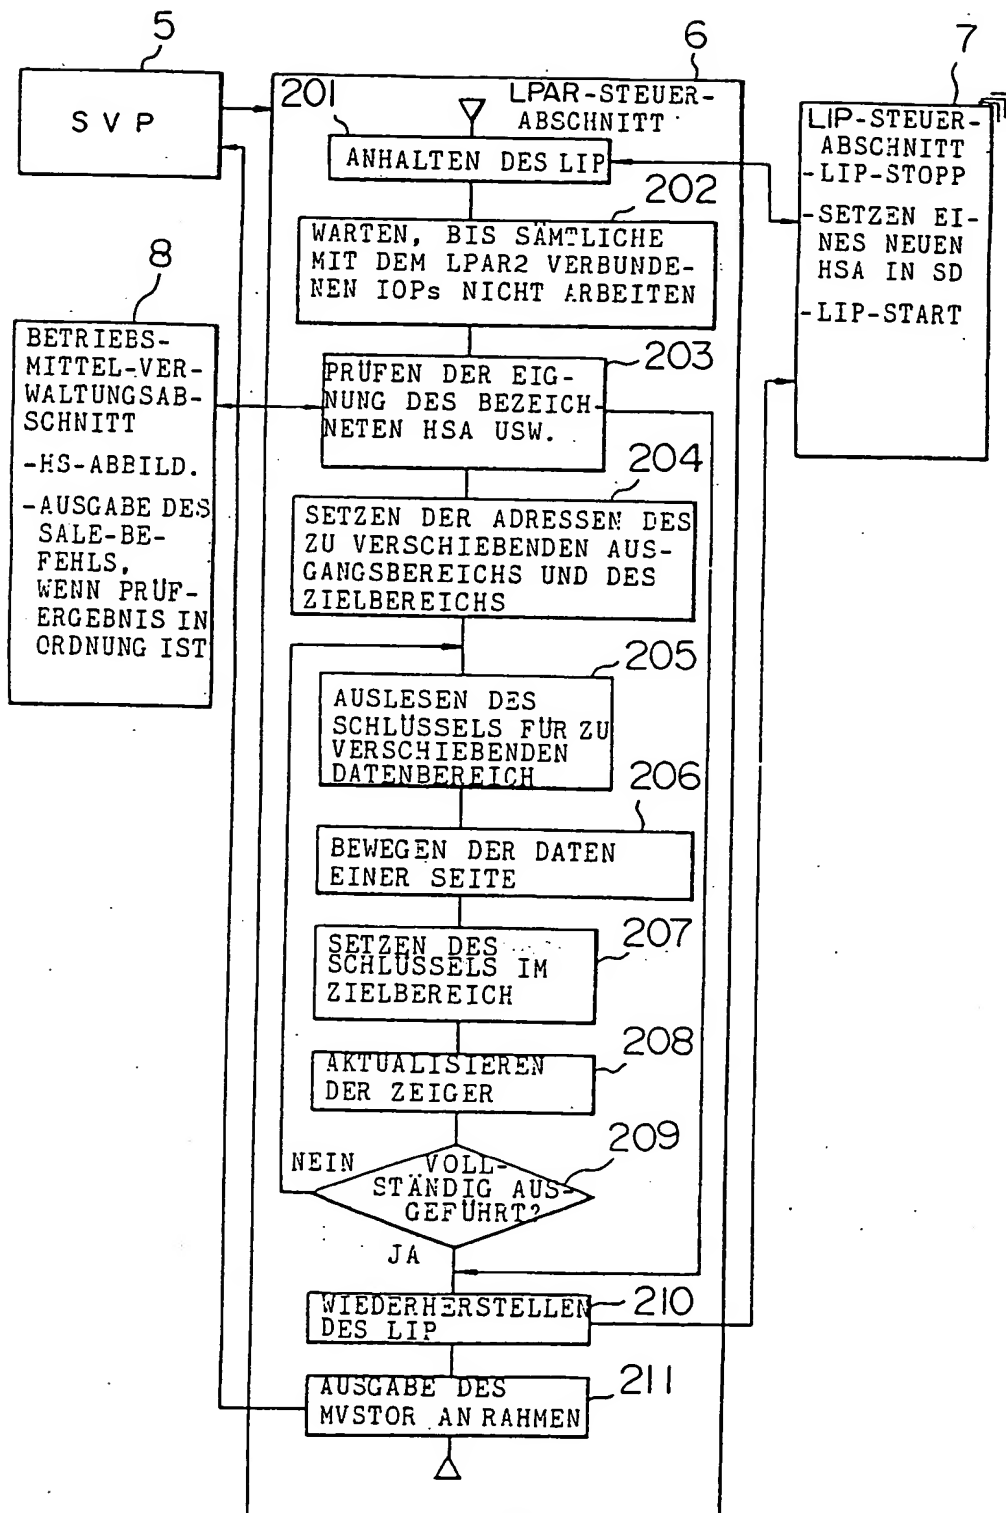 5
SVP
6
LPAR-STEUER-
ABSCHNITT
7
LIP-STEUER-
ABSCHNITT
-LIP-STOPP
-SETZEN EI-
NES NEUEN
HSA IN SD
-LIP-START
8
BETRIEBS-
MITTEL-VER-
WALTUNGSAB-
SCHNITT
-HS-ABBILD.
-AUSGABE DES
SALE-BE-
FEHLS,
WENN PRÜF-
ERGEBNIS IN
ORDNUNG IST
201
ANHALTEN DES LIP
202
WARTEN, BIS SÄMTLICHE
MIT DEM LPAR2 VERBUNDE-
NEN IOPs NICHT ARBEITEN
203
PRÜFEN DER EIG-
NUNG DES BEZEICH-
NETEN HSA USW.
204
SETZEN DER ADRESSEN DES
ZU VERSCHIEBENDEN AUS-
GANGSBEREICHS UND DES
ZIELBEREICHS
205
AUSLESEN DES
SCHLÜSSELS FÜR ZU
VERSCHIEBENDEN
DATENBEREICH
206
BEWEGEN DER DATEN
EINER SEITE
207
SETZEN DES
SCHLÜSSELS IM
ZIELBEREICH
208
AKTUALISIEREN
DER ZEIGER
209
NEIN
VOLL-
STÄNDIG AUS-
GEFÜHRT?
JA
210
WIEDERHERSTELLEN
DES LIP
211
AUSGABE DES
MVSTOR AN RAHMEN